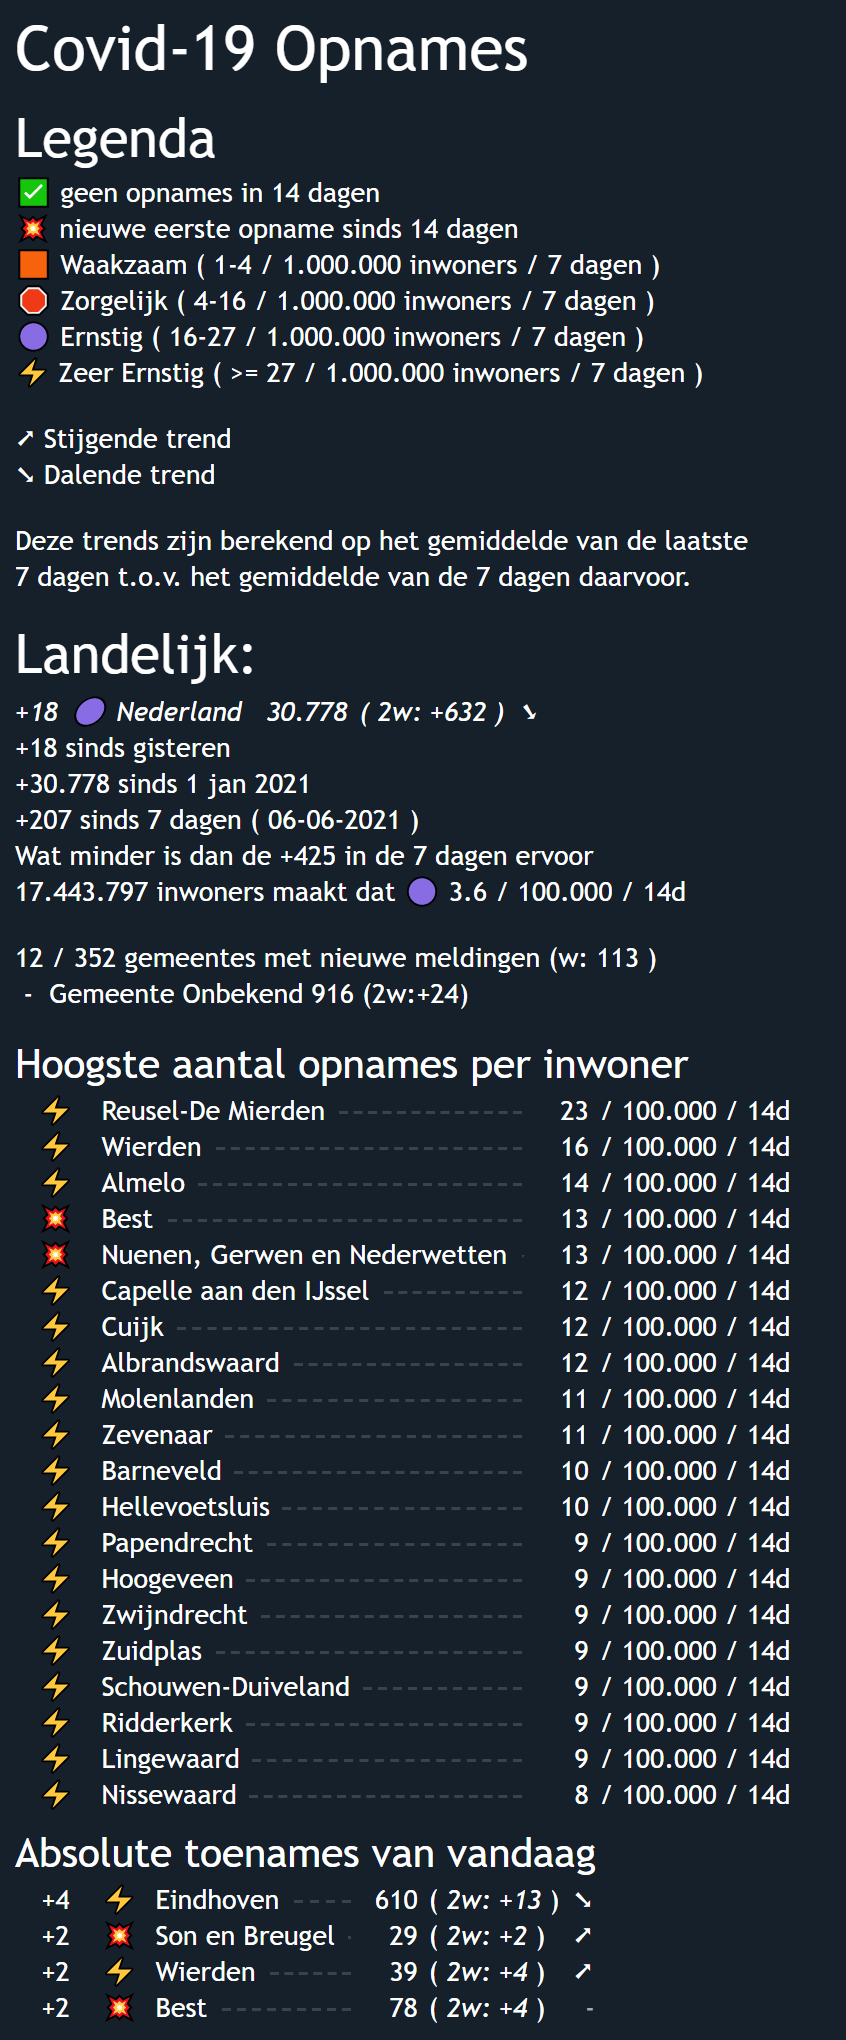 Covid-19 Opnames
Legenda
✅ geen opnames in 14 dagen
💥 nieuwe eerste opname sinds 14 dagen
🟧 Waakzaam ( 1-4 / 1.000.000 inwoners / 7 dagen )
🛑 Zorgelijk ( 4-16 / 1.000.000 inwoners / 7 dagen )
🟣 Ernstig ( 16-27 / 1.000.000 inwoners / 7 dagen )
⚡ Zeer Ernstig ( >= 27 / 1.000.000 inwoners / 7 dagen )
➚ Stijgende trend
➘ Dalende trend
Deze trends zijn berekend op het gemiddelde van de laatste
7 dagen t.o.v. het gemiddelde van de 7 dagen daarvoor.
Landelijk:
+18 🟣 Nederland 30.778 ( 2w: +632 ) ➘
+18 sinds gisteren
+30.778 sinds 1 jan 2021
+207 sinds 7 dagen ( 06-06-2021 )
Wat minder is dan de +425 in de 7 dagen ervoor
17.443.797 inwoners maakt dat 🟣 3.6 / 100.000 / 14d
12 / 352 gemeentes met nieuwe meldingen (w: 113 )
- Gemeente Onbekend 916 (2w:+24)
Hoogste aantal opnames per inwoner
⚡ Reusel-De Mierden 23 / 100.000 / 14d
⚡ Wierden 16 / 100.000 / 14d
⚡ Almelo 14 / 100.000 / 14d
💥 Best 13 / 100.000 / 14d
💥 Nuenen, Gerwen en Nederwetten 13 / 100.000 / 14d
⚡ Capelle aan den IJssel 12 / 100.000 / 14d
⚡ Cuijk 12 / 100.000 / 14d
⚡ Albrandswaard 12 / 100.000 / 14d
⚡ Molenlanden 11 / 100.000 / 14d
⚡ Zevenaar 11 / 100.000 / 14d
⚡ Barneveld 10 / 100.000 / 14d
⚡ Hellevoetsluis 10 / 100.000 / 14d
⚡ Papendrecht 9 / 100.000 / 14d
⚡ Hoogeveen 9 / 100.000 / 14d
⚡ Zwijndrecht 9 / 100.000 / 14d
⚡ Zuidplas 9 / 100.000 / 14d
⚡ Schouwen-Duiveland 9 / 100.000 / 14d
⚡ Ridderkerk 9 / 100.000 / 14d
⚡ Lingewaard 9 / 100.000 / 14d
⚡ Nissewaard 8 / 100.000 / 14d
Absolute toenames van vandaag
+4 ⚡ Eindhoven 610 ( 2w: +13 ) ➘
+2 💥 Son en Breugel 29 ( 2w: +2 ) ➚
+2 ⚡ Wierden 39 ( 2w: +4 ) ➚
+2 💥 Best 78 ( 2w: +4 ) -